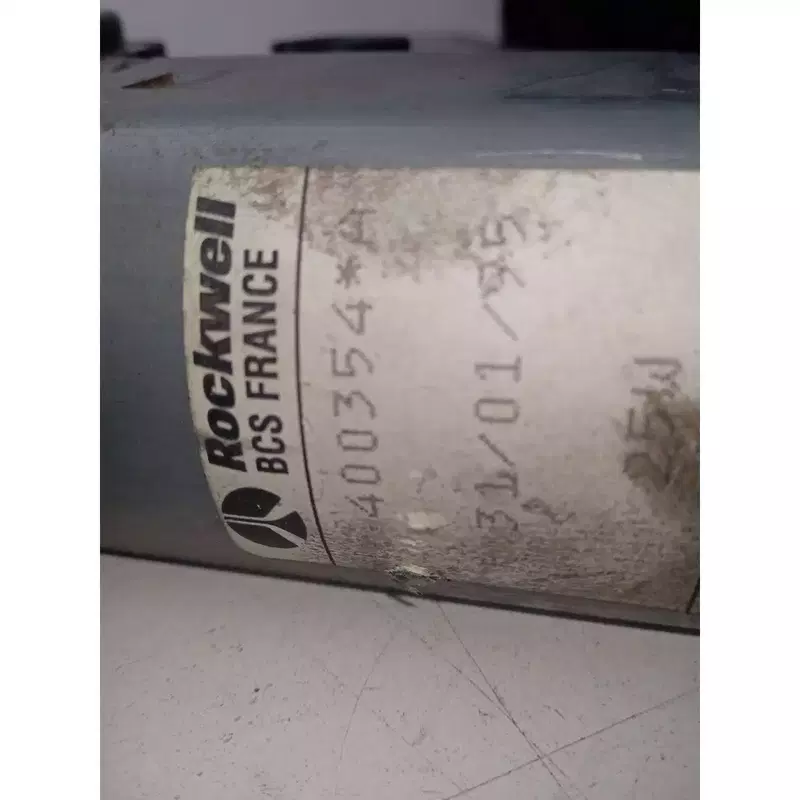 Rockwell
BCS FRANCE
400354*A
31/01/95
25W